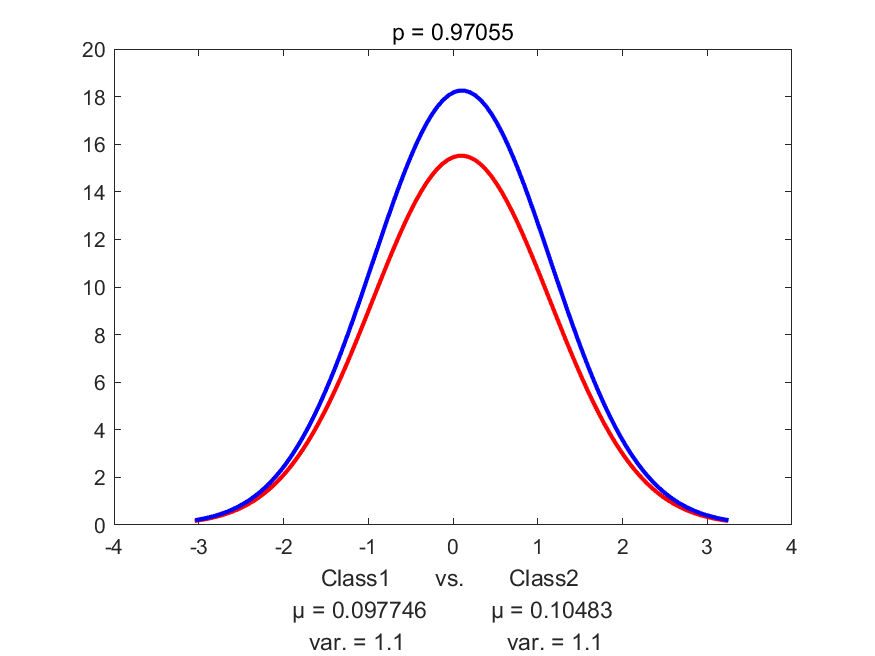 p = 0.97055
20
18
16
14
12
10
8
6
4
2
0
-4 -3 -2 -1 0 1 2 3 4
Class1 vs. Class2
μ = 0.097746 μ = 0.10483
var. = 1.1 var. = 1.1